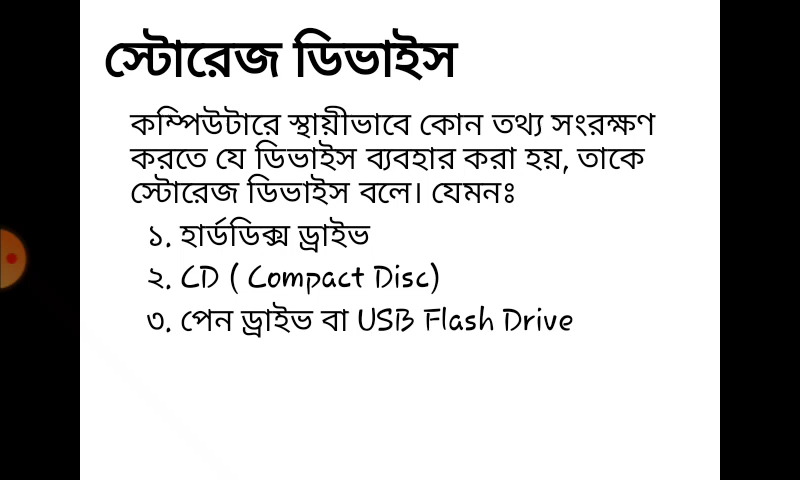 স্টোরেজ ডিভাইস
কম্পিউটারে স্থায়ীভাবে কোন তথ্য সংরক্ষণ
করতে যে ডিভাইস ব্যবহার করা হয়, তাকে
স্টোরেজ ডিভাইস বলে। যেমনঃ
১. হার্ডডিক্স ড্রাইভ
২. CD ( Compact Disc)
৩. পেন ড্রাইভ বা USB Flash Drive